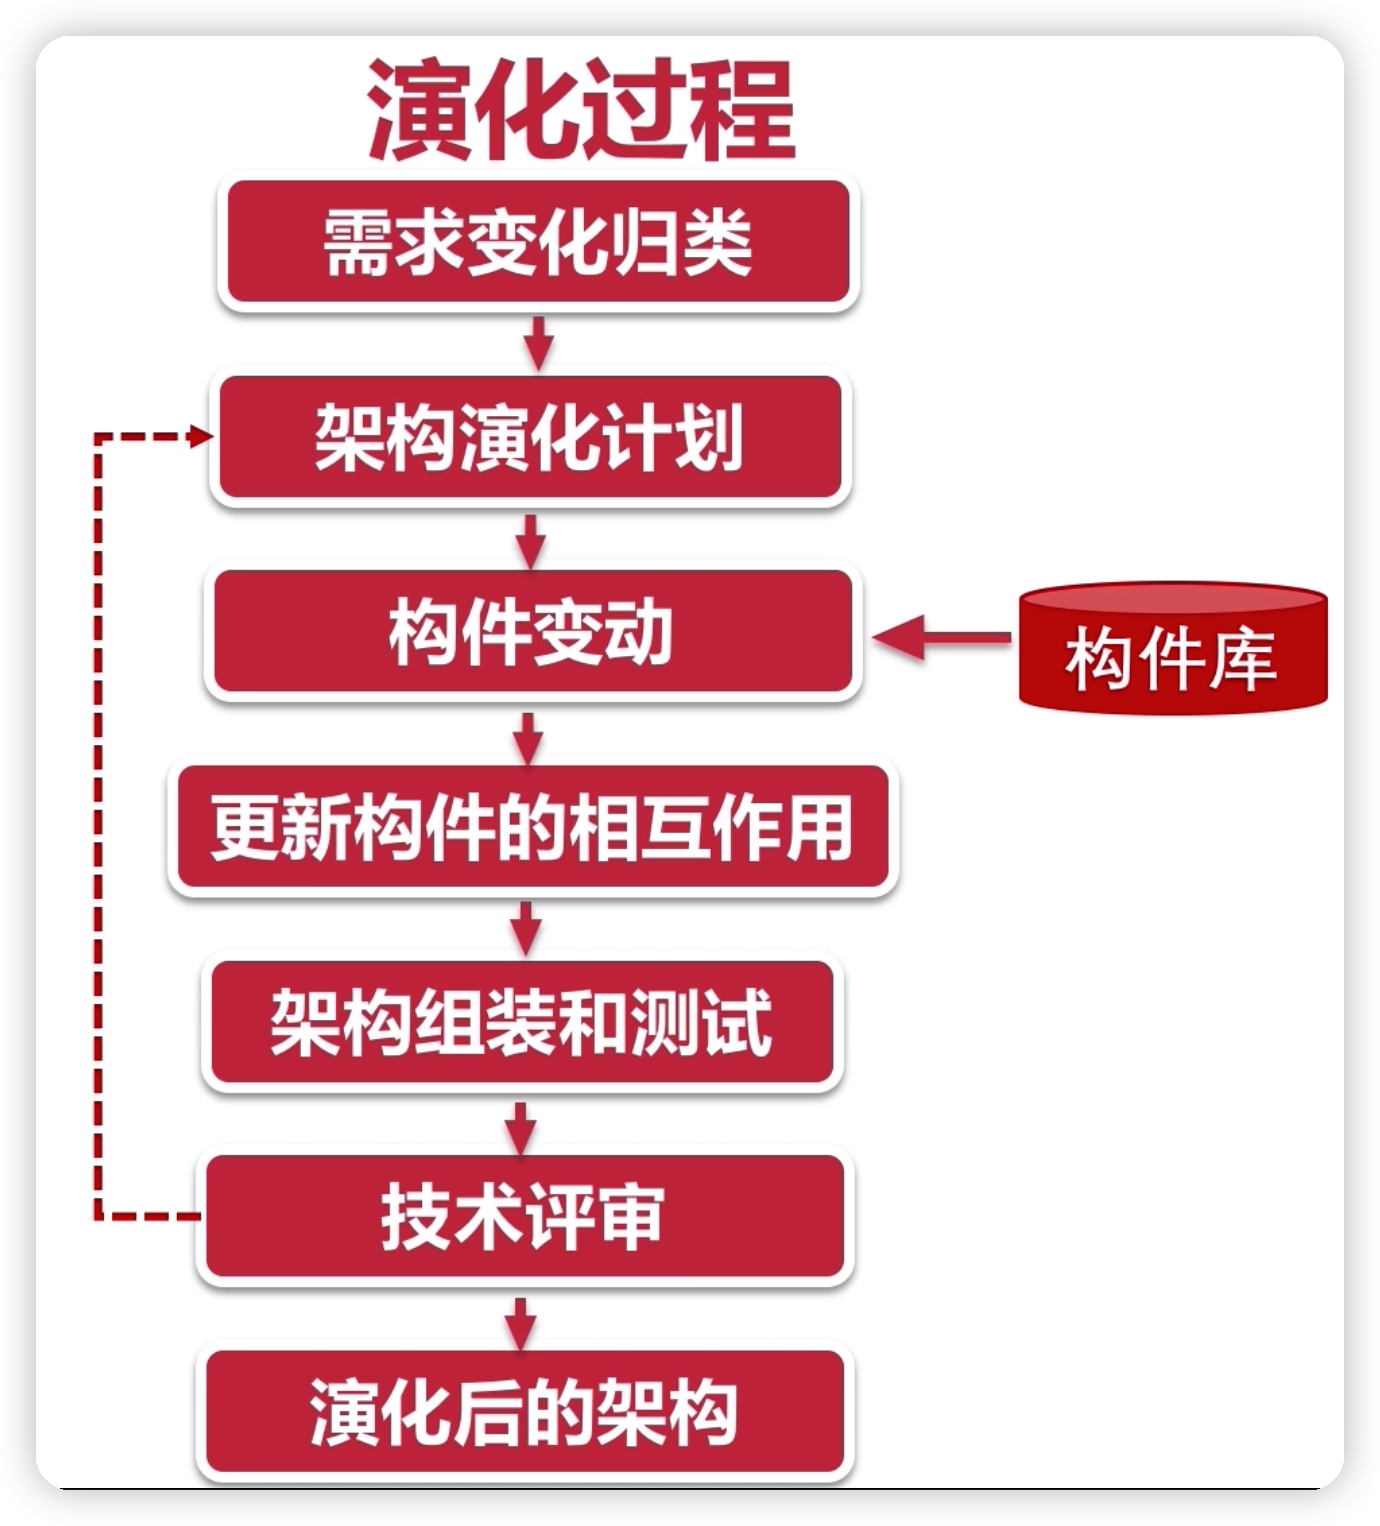 演化过程
需求变化归类
架构演化计划
构件变动
构件库
更新构件的相互作用
架构组装和测试
技术评审
演化后的架构